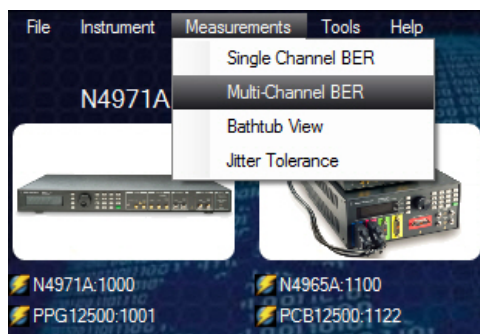 File Instrument Measurements Tools Help
Single Channel BER
N4971A Multi-Channel BER
Bathtub View
Jitter Tolerance
N4971A:1000 N4965A:1100
PPG12500:1001 PCB12500:1122